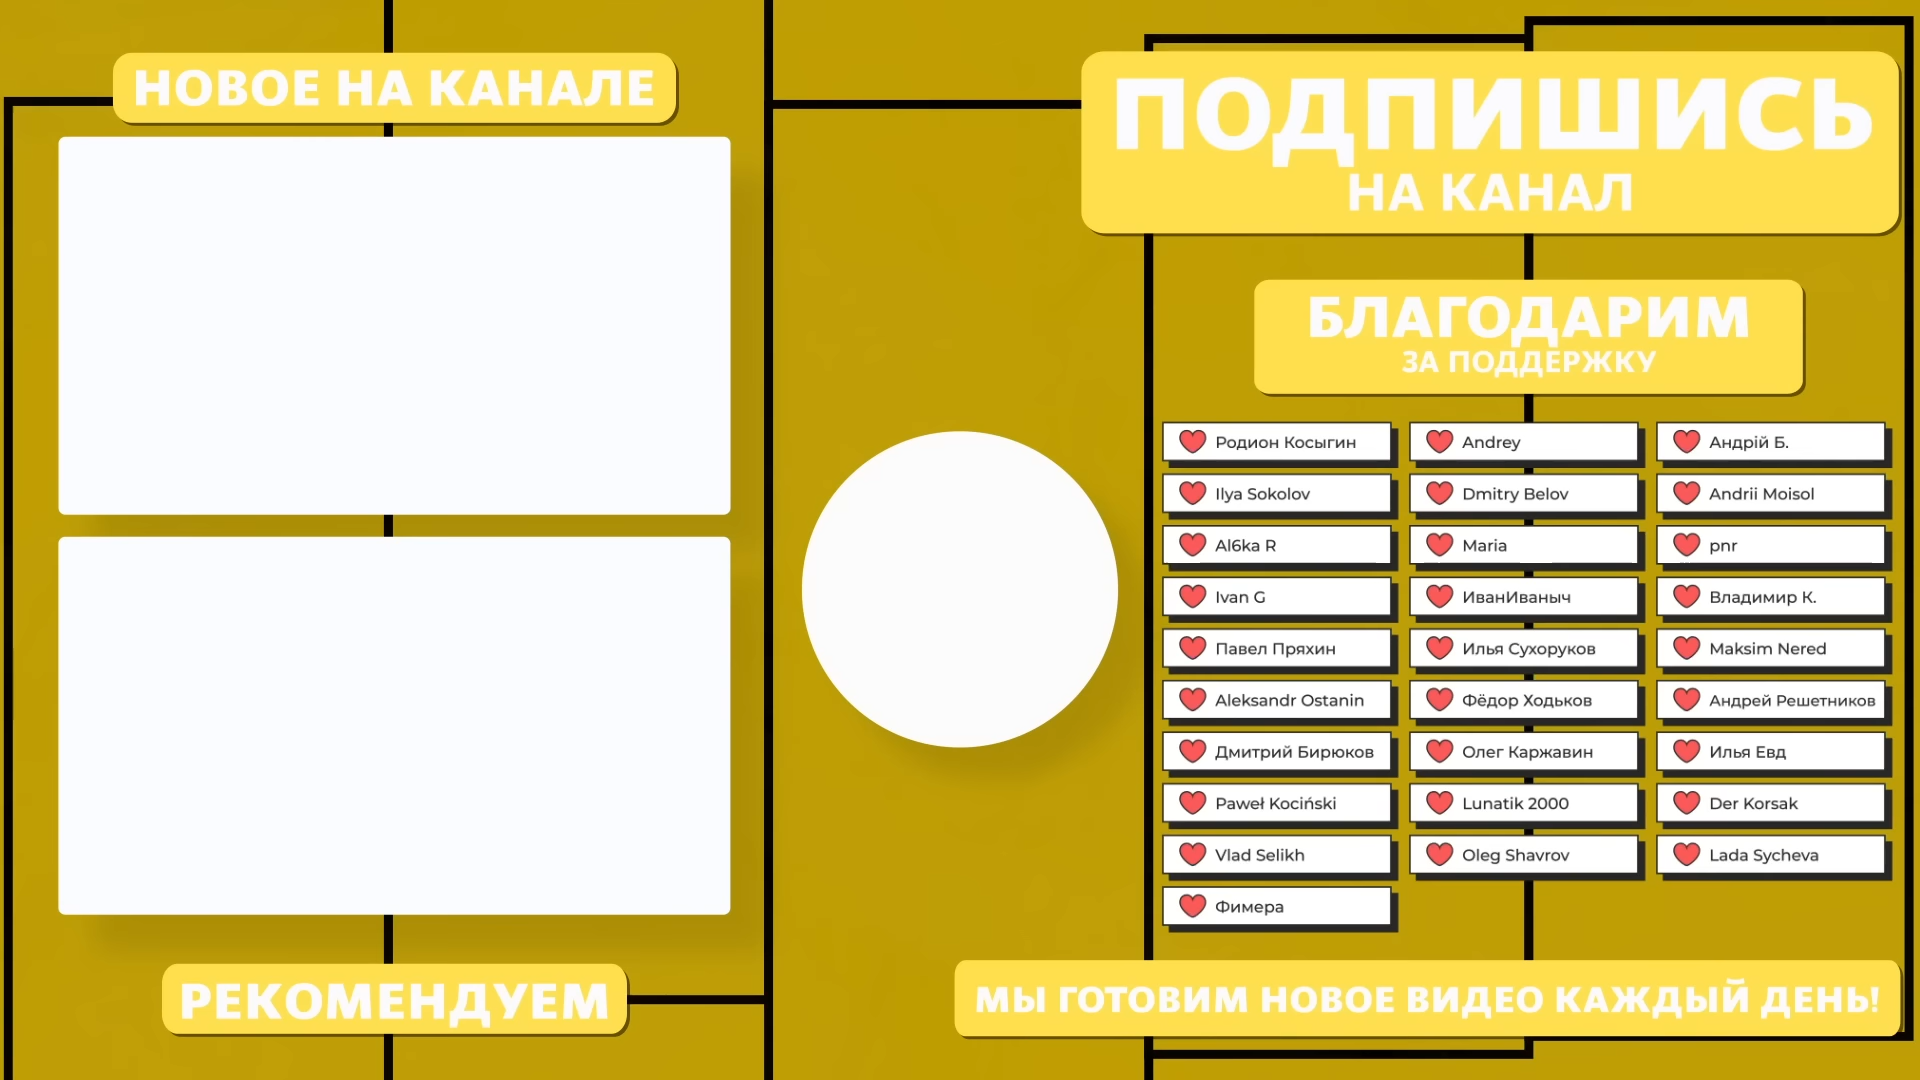 НОВОЕ НА КАНАЛЕ
РЕКОМЕНДУЕМ
ПОДПИШИСЬ
НА КАНАЛ
БЛАГОДАРИМ
ЗА ПОДДЕРЖКУ
Родион Косыгин
Andrey
Андрій Б.
Ilya Sokolov
Dmitry Belov
Andrii Moisol
Al6ka R
Maria
pnr
Ivan G
ИванИваныч
Владимир К.
Павел Пряхин
Илья Сухоруков
Maksim Nered
Aleksandr Ostanin
Фёдор Ходьков
Андрей Решетников
Дмитрий Бирюков
Олег Каржавин
Илья Евд
Paweł Kociński
Lunatik 2000
Der Korsak
Vlad Selikh
Oleg Shavrov
Lada Sycheva
Фимера
МЫ ГОТОВИМ НОВОЕ ВИДЕО КАЖДЫЙ ДЕНЬ!